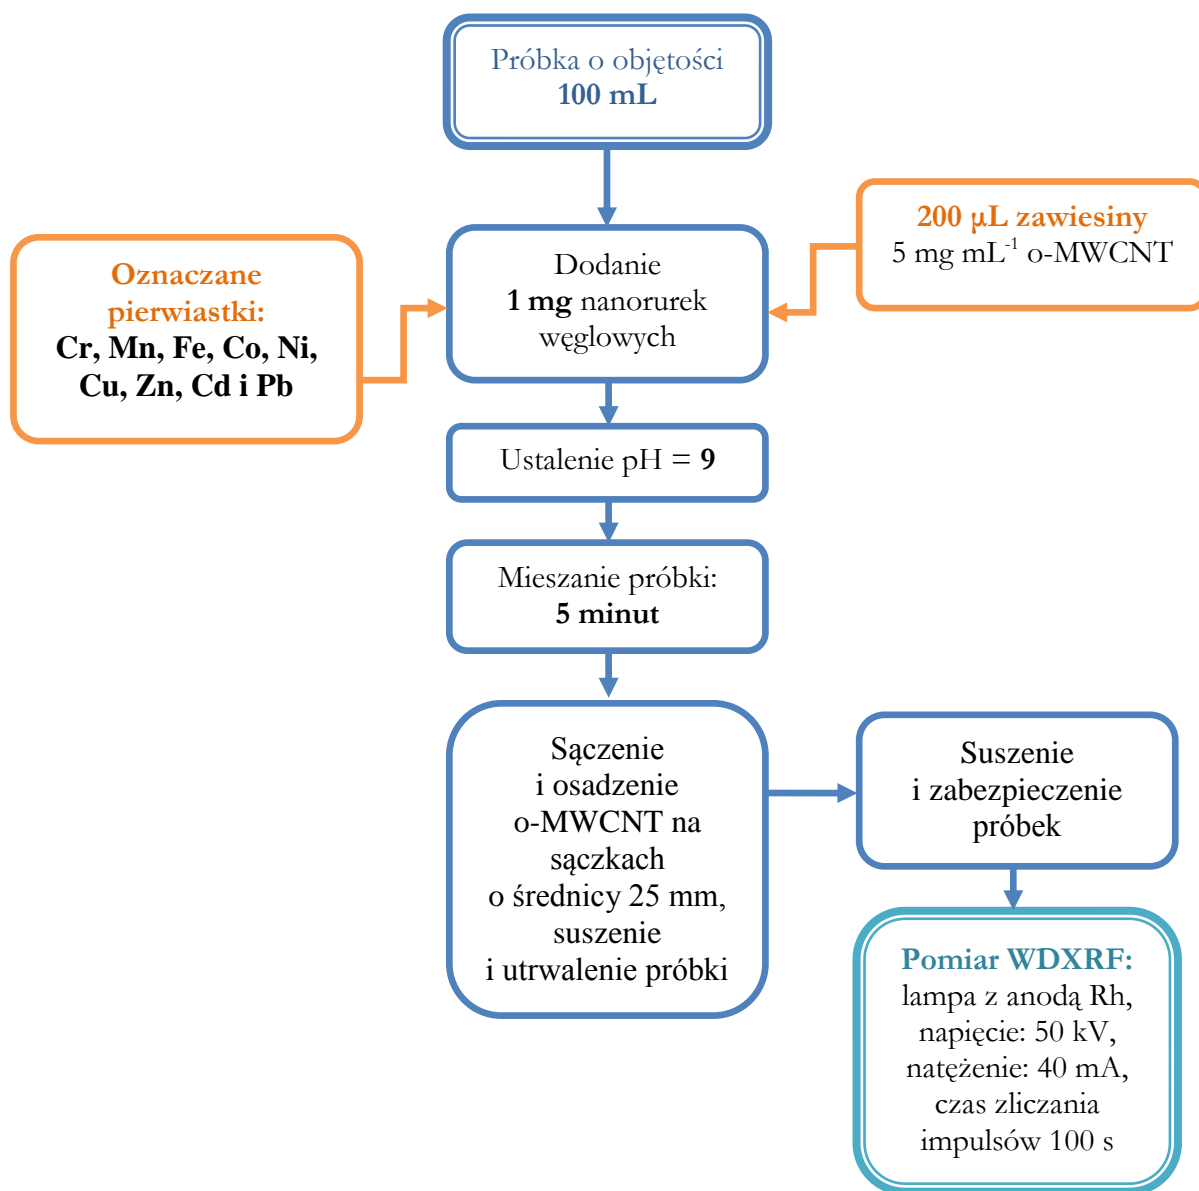 Próbka o objętości
100 mL
200 µL zawiesiny
5 mg mL⁻¹ o-MWCNT
Oznaczane
pierwiastki:
Cr, Mn, Fe, Co, Ni,
Cu, Zn, Cd i Pb
Dodanie
1 mg nanorurek
węglowych
Ustalenie pH = 9
Mieszanie próbki:
5 minut
Sączenie
i osadzenie
o-MWCNT na
sączkach
o średnicy 25 mm,
suszenie
i utrwalenie próbki
Suszenie
i zabezpieczenie
próbek
Pomiar WDXRF:
lampa z anodą Rh,
napięcie: 50 kV,
natężenie: 40 mA,
czas zliczania
impulsów 100 s